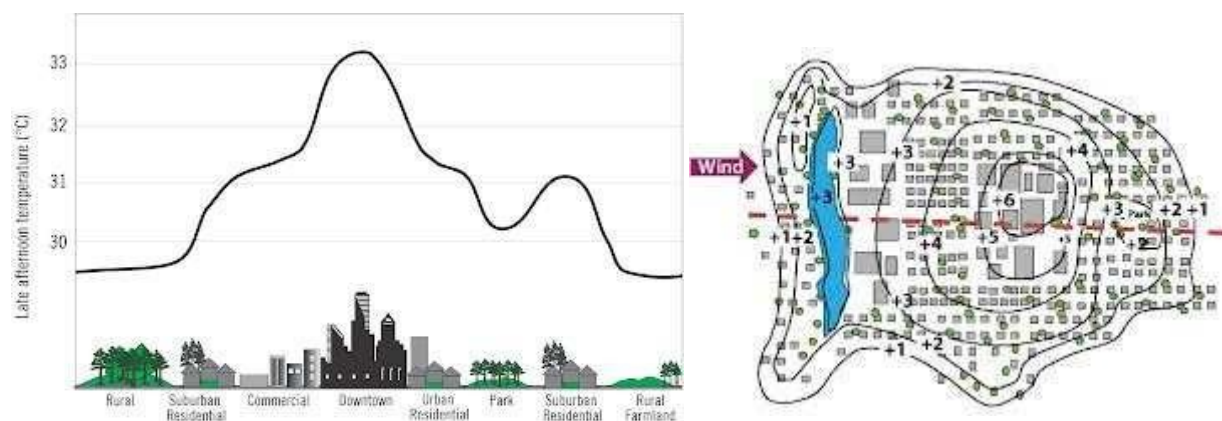 Late afternoon temperature (°C)
33
32
31
30
Rural
Suburban
Residential
Commercial
Downtown
Urban
Residential
Park
Suburban
Residential
Rural
Farmland
Wind
+2
+1
+4
+3
+3
+3
+6
+3
Park
+2
+1
+1
+2
+4
+5
+5
+2
+3
+1
+2